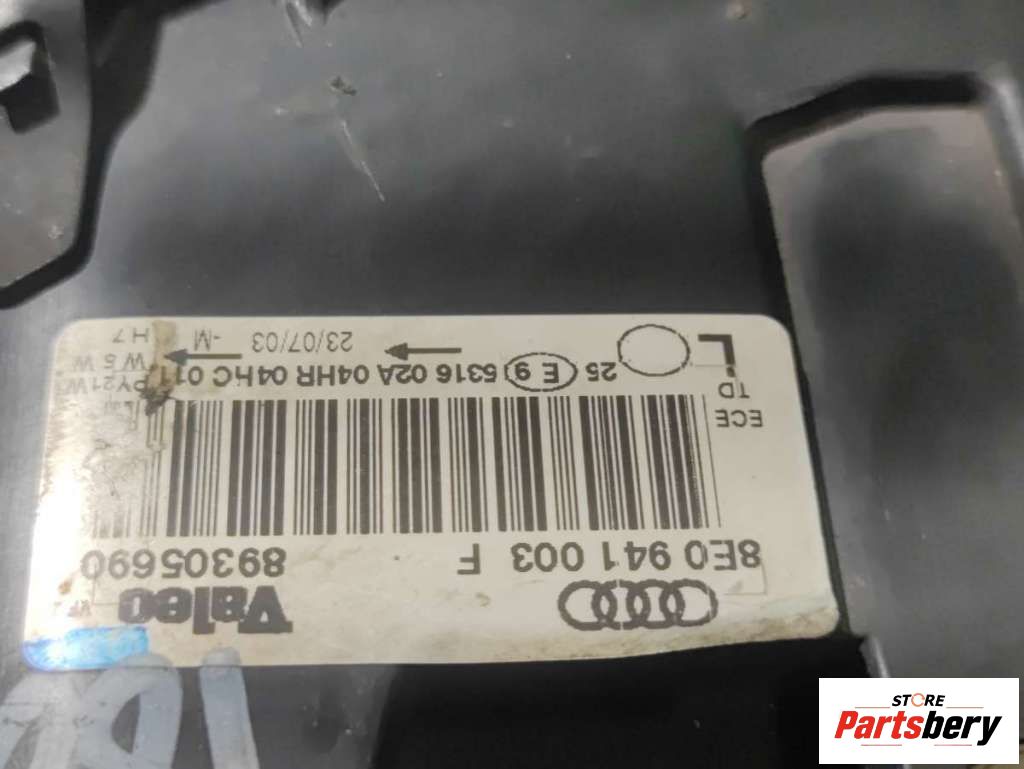 Valeo
8E0 941 003 F
89305690
ECE
TD
L
25 E 9 5316 02A 04HR 04HC 01
23/07/03
-M
PY21W
W5W
H7
STORE
Partsbery